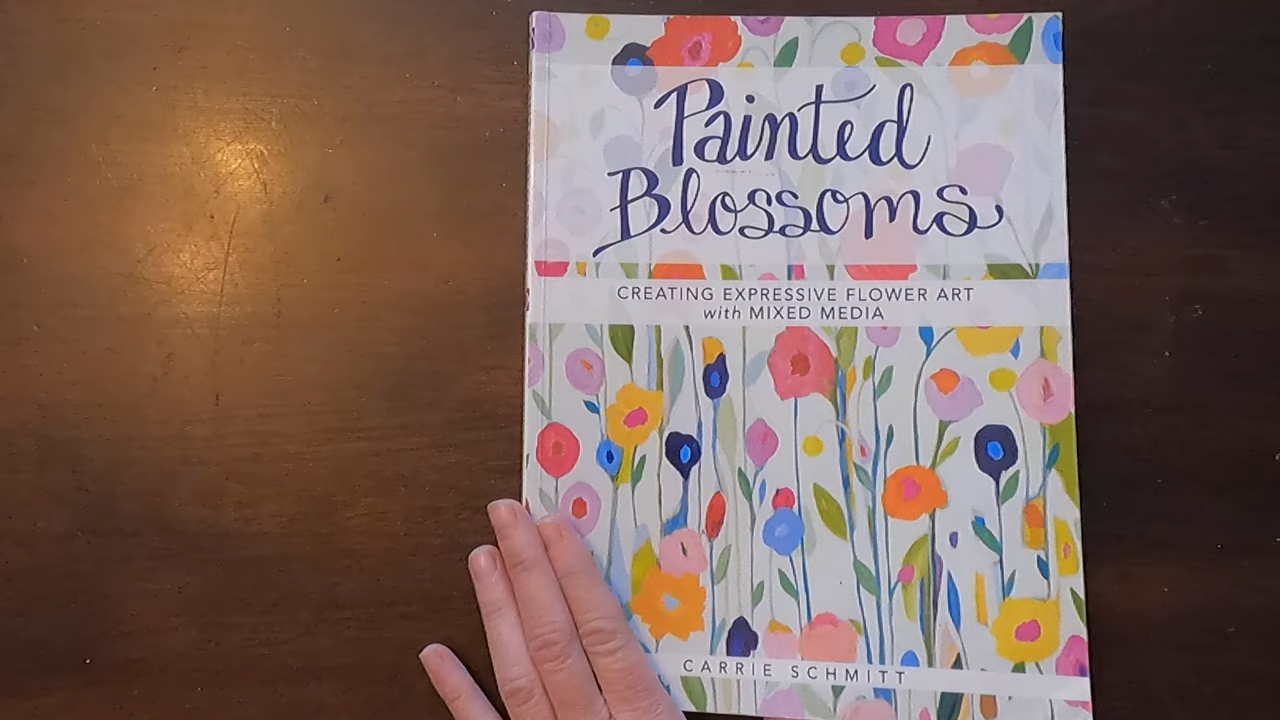 Painted
Blossoms
CREATING EXPRESSIVE FLOWER ART
with MIXED MEDIA
CARRIE SCHMITT